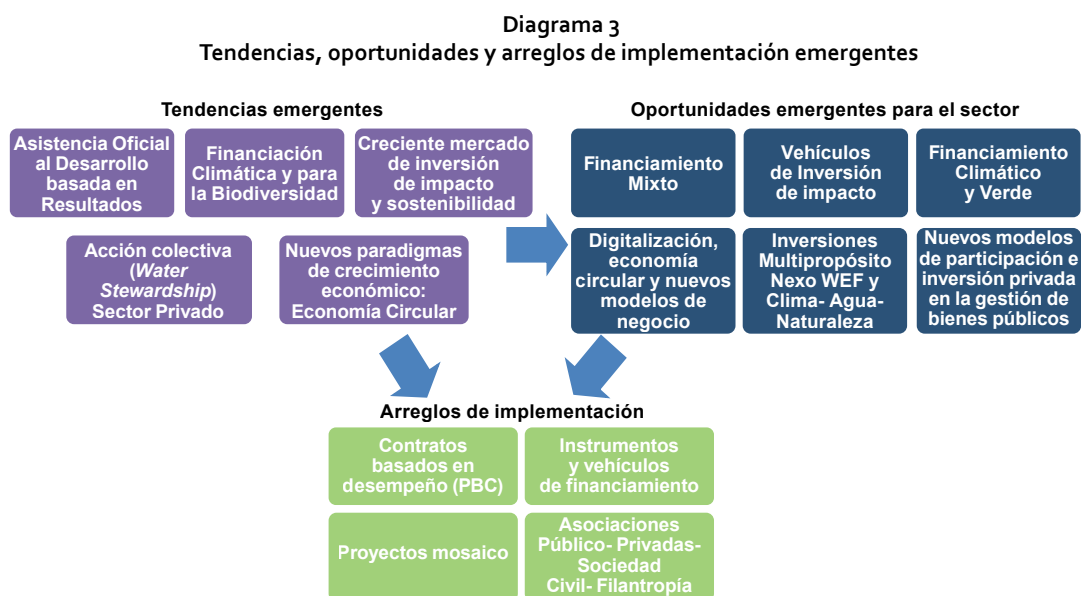 Diagrama 3
Tendencias, oportunidades y arreglos de implementación emergentes
Tendencias emergentes
Asistencia Oficial
al Desarrollo
basada en
Resultados
Financiación
Climática y para
la Biodiversidad
Creciente mercado
de inversión
de impacto
y sostenibilidad
Acción colectiva
(Water
Stewardship)
Sector Privado
Nuevos paradigmas
de crecimiento
económico:
Economía Circular
Oportunidades emergentes para el sector
Financiamiento
Mixto
Vehículos
de Inversión
de impacto
Financiamiento
Climático
y Verde
Digitalización,
economía
circular y nuevos
modelos de
negocio
Inversiones
Multipropósito
Nexo WEF y
Clima- Agua-
Naturaleza
Nuevos modelos
de participación e
inversión privada
en la gestión de
bienes públicos
Arreglos de implementación
Contratos
basados en
desempeño (PBC)
Instrumentos
y vehículos
de financiamiento
Proyectos mosaico
Asociaciones
Público- Privadas-
Sociedad
Civil- Filantropía